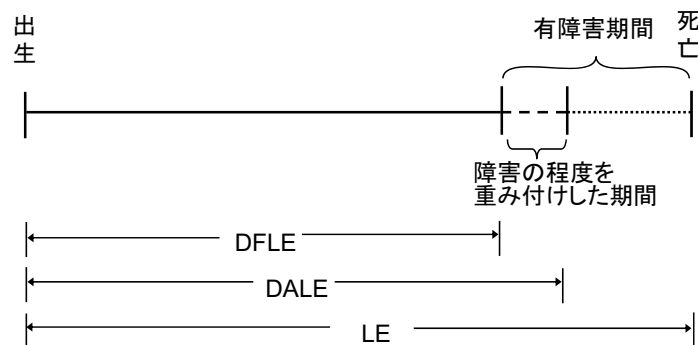 出生
有障害期間
死亡
障害の程度を
重み付けした期間
DFLE
DALE
LE